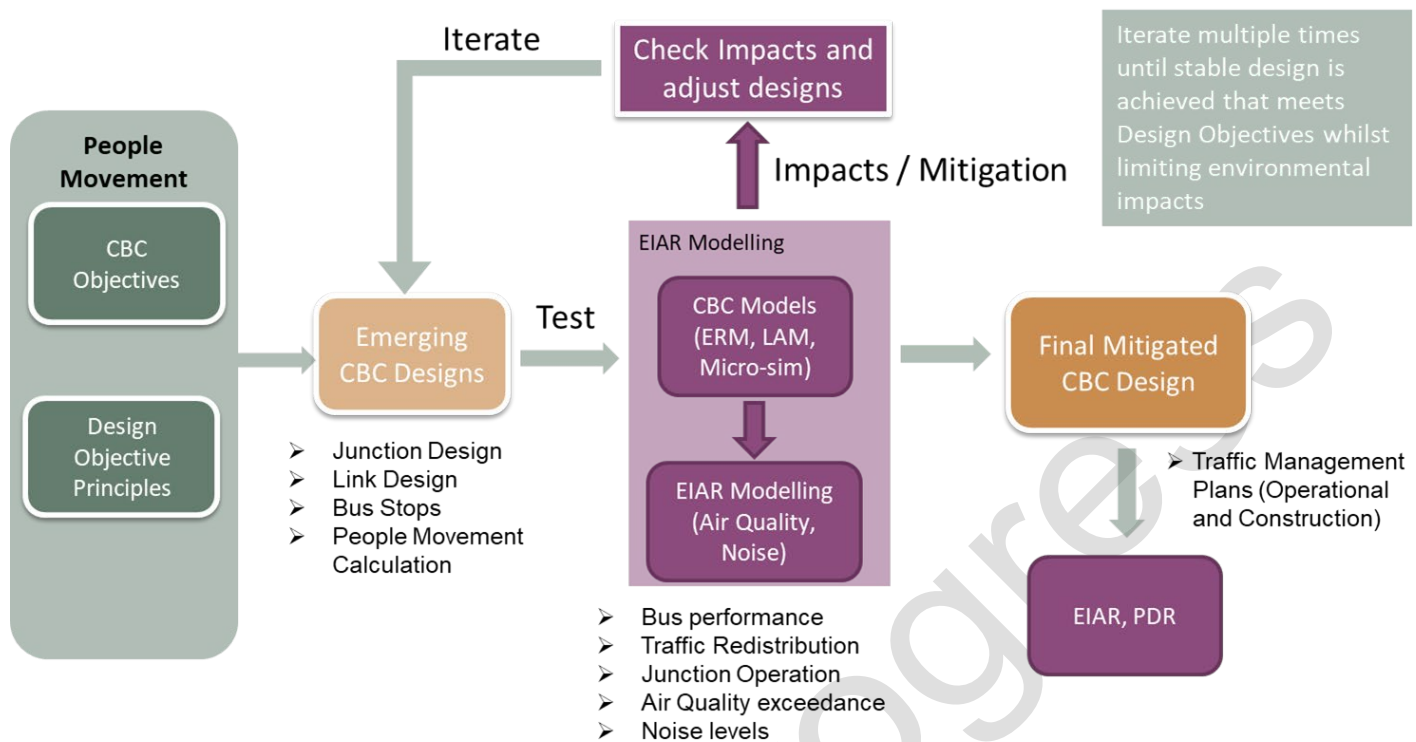 Iterate
Check Impacts and
adjust designs
Iterate multiple times
until stable design is
achieved that meets
Design Objectives whilst
limiting environmental
impacts
People
Movement
Impacts / Mitigation
CBC
Objectives
EIAR Modelling
CBC Models
(ERM, LAM,
Micro-sim)
Test
Emerging
CBC Designs
Final Mitigated
CBC Design
Design
Objective
Principles
➢ Junction Design
➢ Link Design
➢ Bus Stops
➢ People Movement
Calculation
EIAR Modelling
(Air Quality,
Noise)
➢ Traffic Management
Plans (Operational
and Construction)
EIAR, PDR
➢ Bus performance
➢ Traffic Redistribution
➢ Junction Operation
➢ Air Quality exceedance
➢ Noise levels
ogress